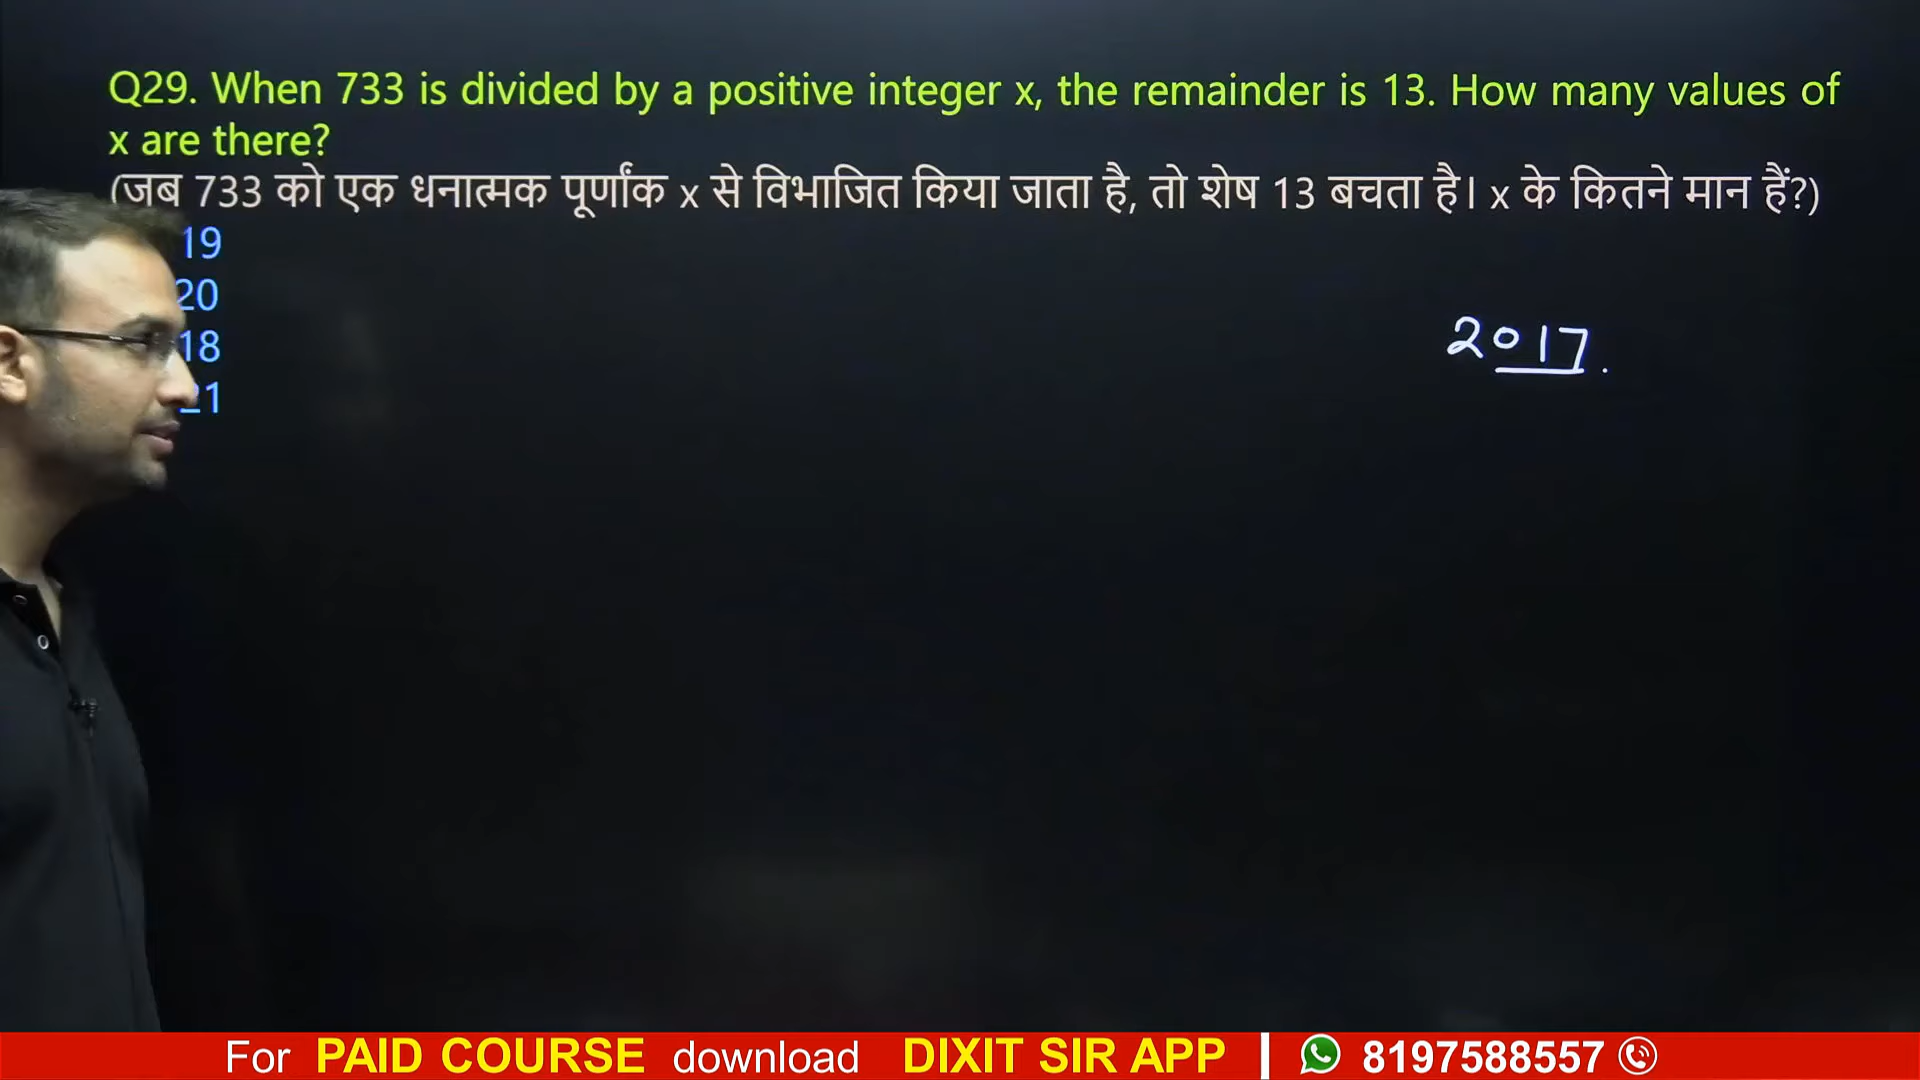 Q29. When 733 is divided by a positive integer x, the remainder is 13. How many values of
x are there?
(जब 733 को एक धनात्मक पूर्णांक x से विभाजित किया जाता है, तो शेष 13 बचता है। x के कितने मान हैं?)
19
20
18
21
2017.
For PAID COURSE download DIXIT SIR APP | 8197588557